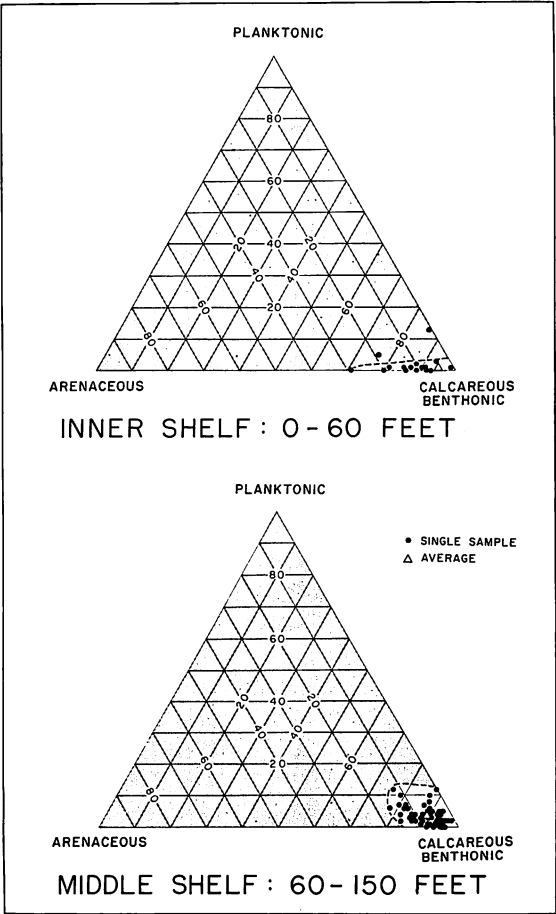 PLANKTONIC
80
60
20 40 20
40 40
60 20 60
80 80
ARENACEOUS
CALCAREOUS
BENTHONIC
INNER SHELF: 0-60 FEET
PLANKTONIC
SINGLE SAMPLE
AVERAGE
80
60
20 40 20
40 40
60 20 60
80
ARENACEOUS
CALCAREOUS
BENTHONIC
MIDDLE SHELF: 60-150 FEET